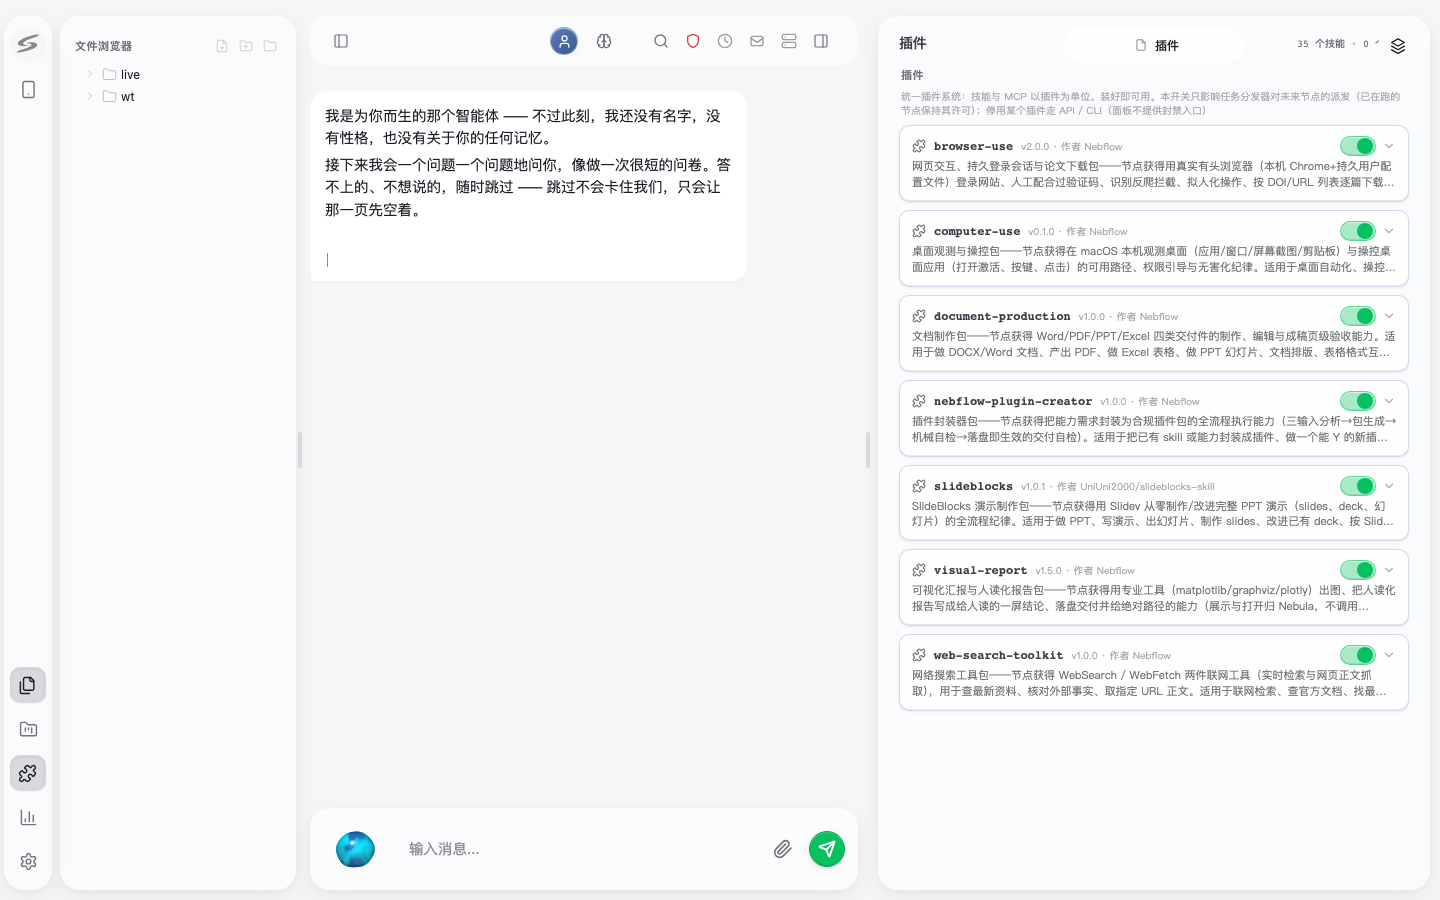 文件浏览器
live
wt
我是为你而生的那个智能体 —— 不过此刻，我还没有名字，没
有性格，也没有关于你的任何记忆。
接下来我会一个问题一个问题地问你，像做一次很短的问卷。答
不上的、不想说的，随时跳过 —— 跳过不会卡住我们，只会让
那一页先空着。
输入消息...
插件
插件
35 个技能 · 0
插件
统一插件系统：技能与 MCP 以插件为单位。装好即可用。本开关只影响任务分发器对未来节点的派发（已在跑的
节点保持其许可）；停用某个插件走 API / CLI（面板不提供封禁入口）
browser-use v2.0.0 · 作者 Nebflow
网页交互、持久登录会话与论文下载包——节点获得用真实有头浏览器（本机 Chrome+持久用户配
置文件）登录网站、人工配合过验证码、识别反爬拦截、拟人化操作、按 DOI/URL 列表逐篇下载...
computer-use v0.1.0 · 作者 Nebflow
桌面观测与操控包——节点获得在 macOS 本机观测桌面（应用/窗口/屏幕截图/剪贴板）与操控桌
面应用（打开激活、按键、点击）的可用路径、权限引导与无害化纪律。适用于桌面自动化、操控...
document-production v1.0.0 · 作者 Nebflow
文档制作包——节点获得 Word/PDF/PPT/Excel 四类交付件的制作、编辑与成稿页级验收能力。适
用于做 DOCX/Word 文档、产出 PDF、做 Excel 表格、做 PPT 幻灯片、文档排版、表格格式互...
nebflow-plugin-creator v1.0.0 · 作者 Nebflow
插件封装器包——节点获得把能力需求封装为合规插件包的全流程执行能力（三输入分析→包生成→
机械自检→落盘即生效的交付自检）。适用于把已有 skill 或能力封装成插件、做一个能 Y 的新插...
slideblocks v1.0.1 · 作者 UniUni2000/slideblocks-skill
SlideBlocks 演示制作包——节点获得用 Slidev 从零制作/改进完整 PPT 演示（slides、deck、幻
灯片）的全流程纪律。适用于做 PPT、写演示、出幻灯片、制作 slides、改进已有 deck、按 Slid...
visual-report v1.5.0 · 作者 Nebflow
可视化汇报与人读化报告包——节点获得用专业工具（matplotlib/graphviz/plotly）出图、把人读化
报告写成给人读的一屏结论、落盘交付并给绝对路径的能力（展示与打开归 Nebula，不调用...
web-search-toolkit v1.0.0 · 作者 Nebflow
网络搜索工具包——节点获得 WebSearch / WebFetch 两件联网工具（实时检索与网页正文抓
取），用于查最新资料、核对外部事实、取指定 URL 正文。适用于联网检索、查官方文档、找最...